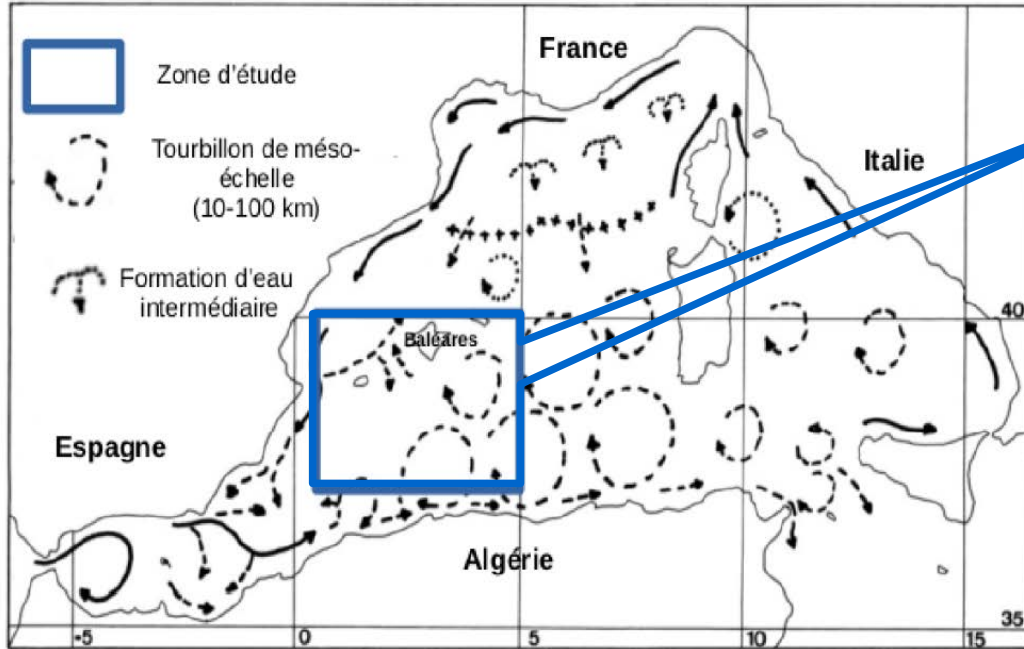 France
Zone d'étude
Tourbillon de méso-
échelle
(10-100 km)
Italie
Formation d'eau
intermédiaire
40
Baléares
Espagne
Algérie
35
-5
0
5
10
15